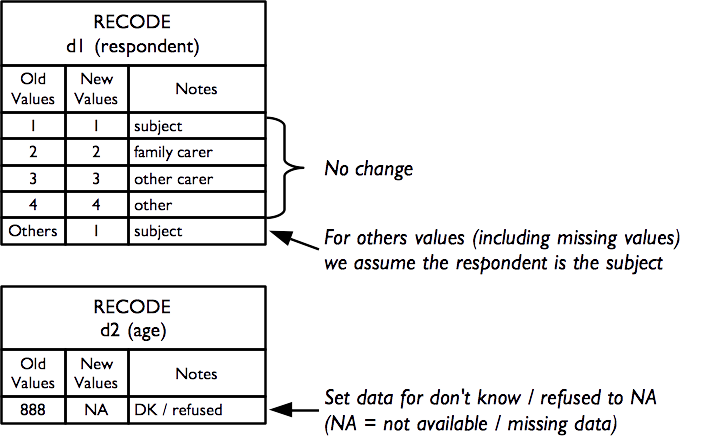 RECODE
d1 (respondent)
Old Values New Values Notes
1 1 subject
2 2 family carer
3 3 other carer
4 4 other
No change
Others 1 subject
For others values (including missing values)
we assume the respondent is the subject
RECODE
d2 (age)
Old Values New Values Notes
888 NA DK / refused
Set data for don't know / refused to NA
(NA = not available / missing data)